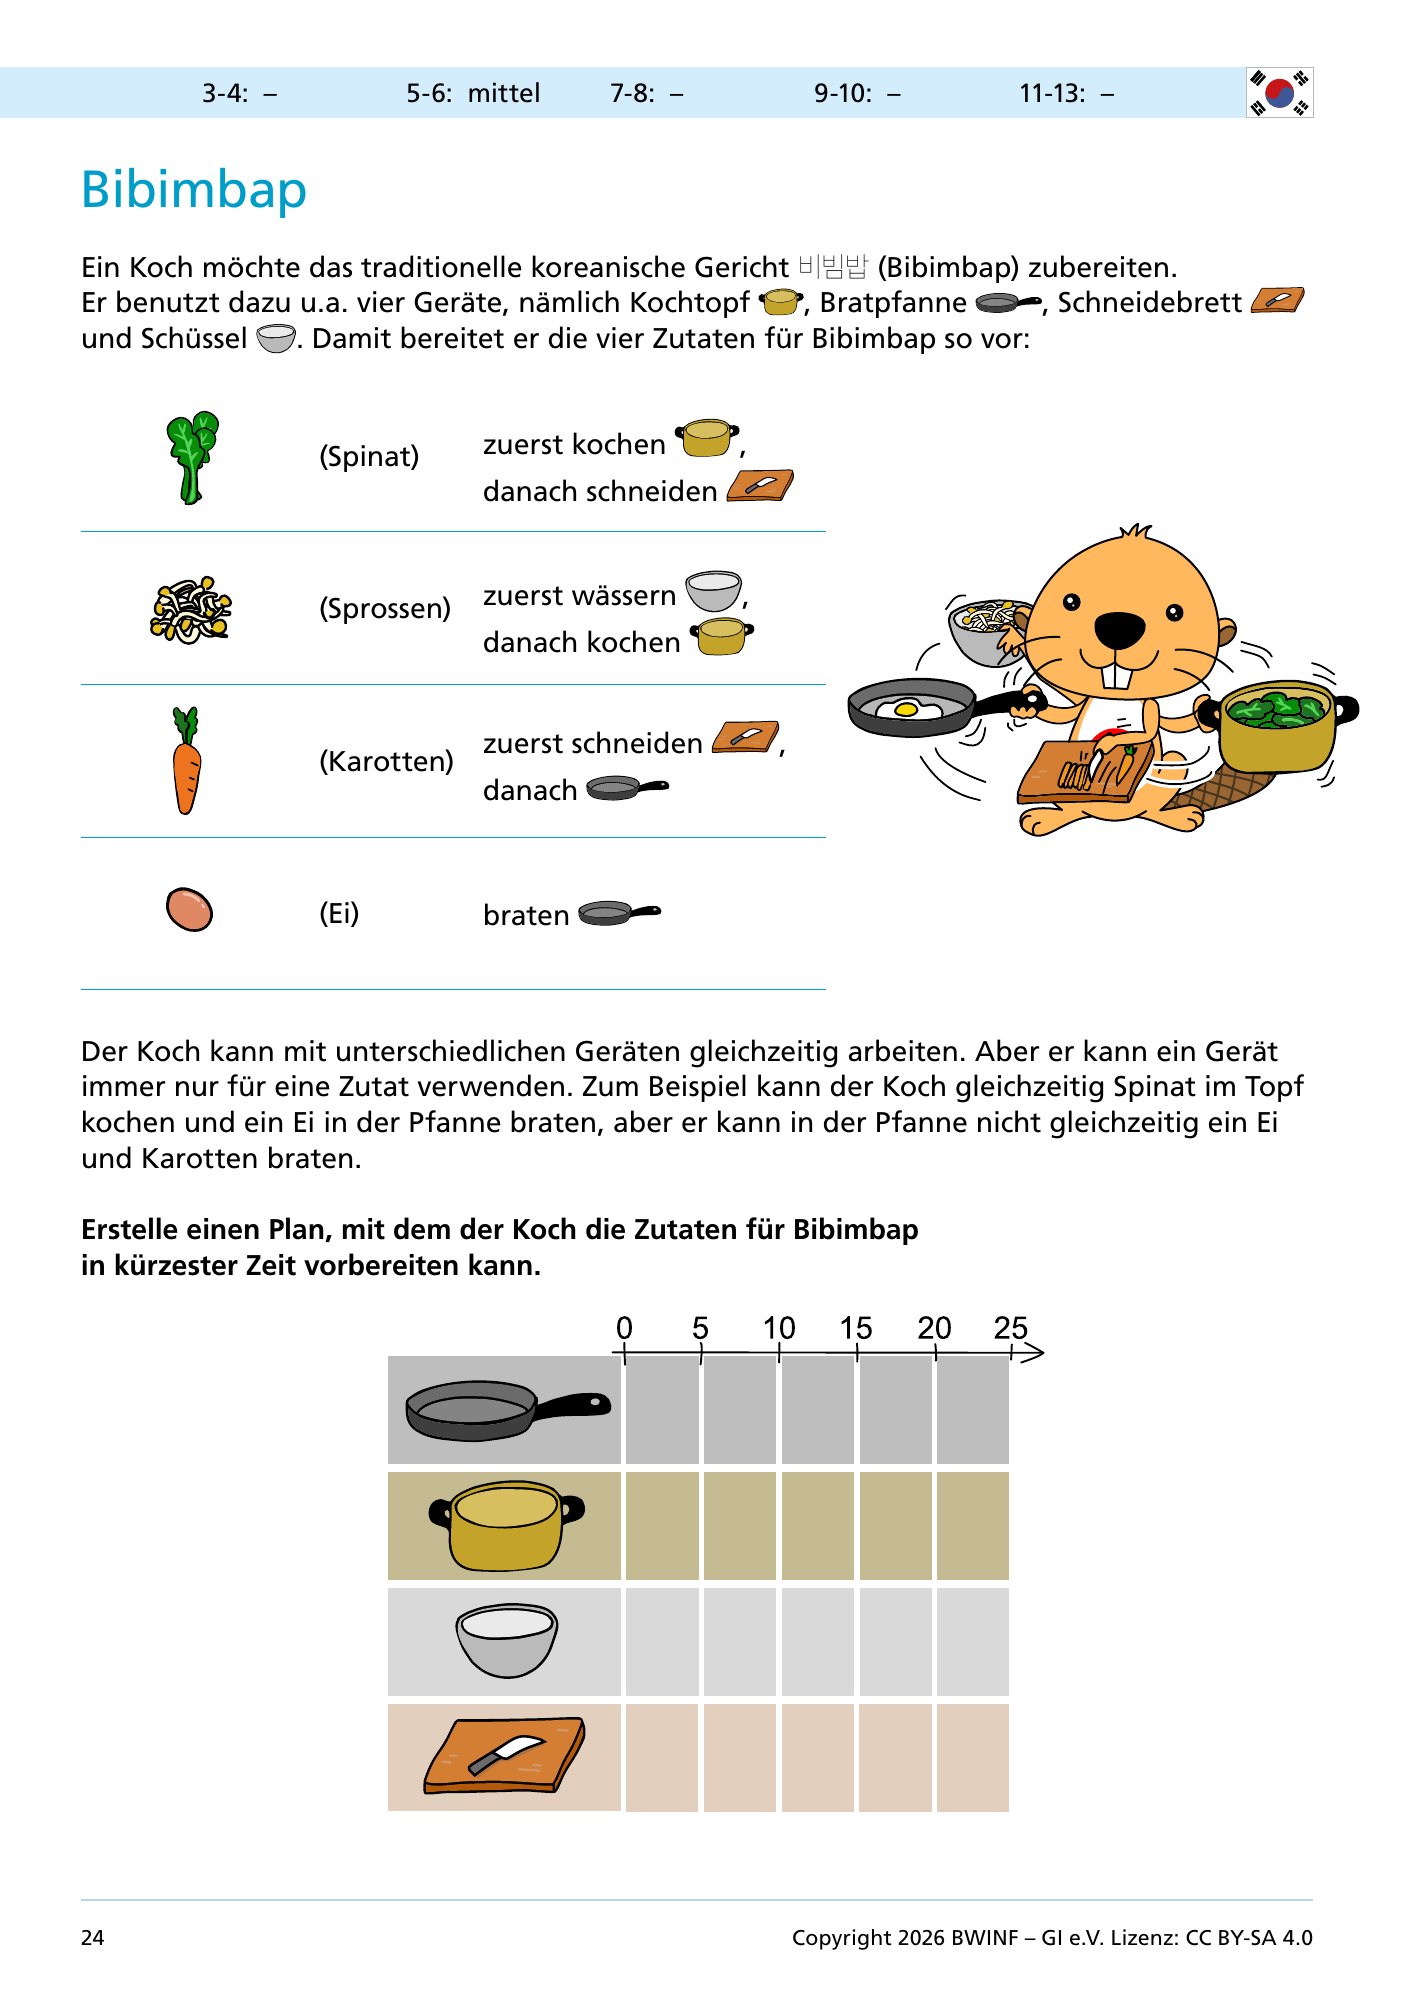 3-4: –   5-6: mittel   7-8: –   9-10: –   11-13: –
Bibimbap
Ein Koch möchte das traditionelle koreanische Gericht 비빔밥 (Bibimbap) zubereiten.
Er benutzt dazu u.a. vier Geräte, nämlich Kochtopf , Bratpfanne , Schneidebrett
und Schüssel . Damit bereitet er die vier Zutaten für Bibimbap so vor:
(Spinat)
zuerst kochen ,
danach schneiden
(Sprossen)
zuerst wässern ,
danach kochen
(Karotten)
zuerst schneiden ,
danach
(Ei)
braten
Der Koch kann mit unterschiedlichen Geräten gleichzeitig arbeiten. Aber er kann ein Gerät
immer nur für eine Zutat verwenden. Zum Beispiel kann der Koch gleichzeitig Spinat im Topf
kochen und ein Ei in der Pfanne braten, aber er kann in der Pfanne nicht gleichzeitig ein Ei
und Karotten braten.
Erstelle einen Plan, mit dem der Koch die Zutaten für Bibimbap
in kürzester Zeit vorbereiten kann.
0 5 10 15 20 25
24
Copyright 2026 BWINF – GI e.V. Lizenz: CC BY-SA 4.0